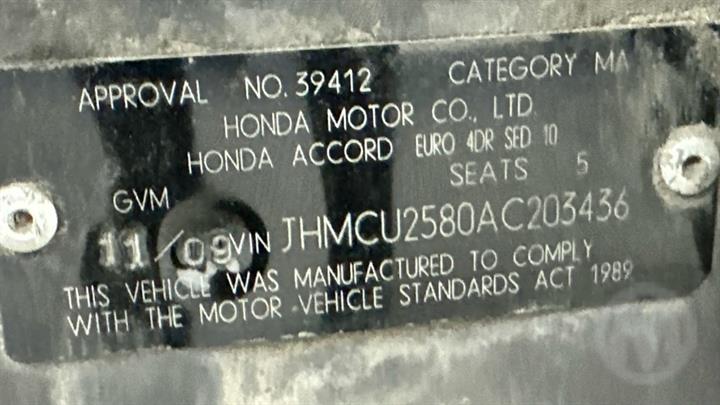 APPROVAL NO. 39412 CATEGORY MA
HONDA MOTOR CO., LTD.
HONDA ACCORD EURO 4DR SED 10
SEATS 5
GVM
11/09 VIN JHMCU2580AC203436
THIS VEHICLE WAS MANUFACTURED TO COMPLY
WITH THE MOTOR VEHICLE STANDARDS ACT 1989